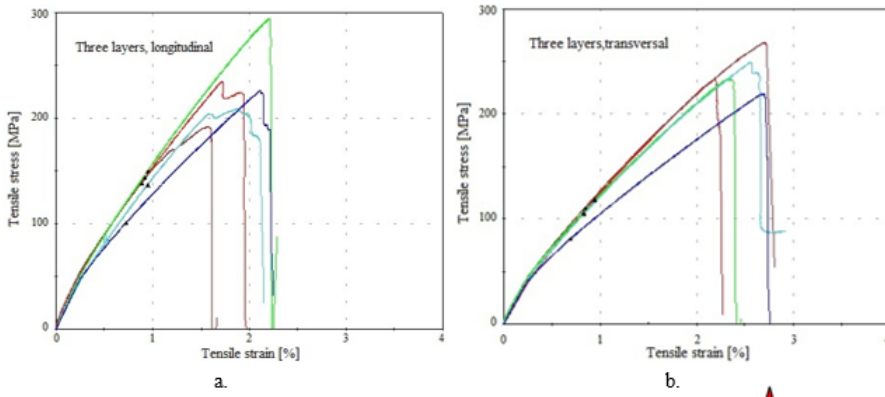 300
Three layers, longitudinal
200
100
0
Tensile stress [MPa]
0 1 2 3 4
Tensile strain [%]
a.
300
Three layers,transversal
200
100
0
Tensile stress [MPa]
0 1 2 3
Tensile strain [%]
b.